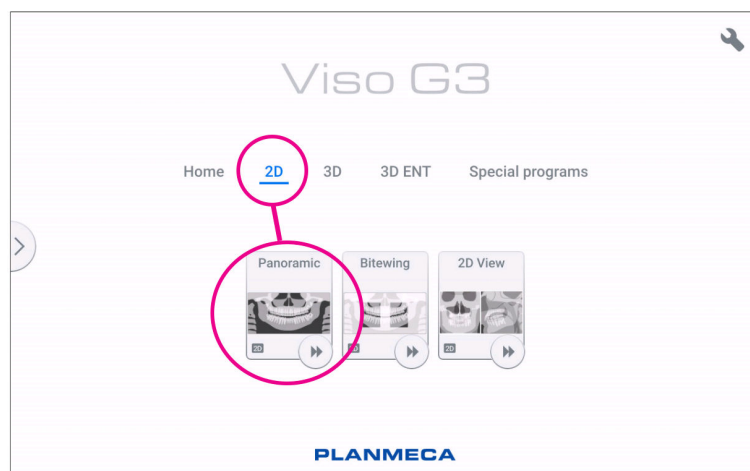 Viso G3
Home 2D 3D 3D ENT Special programs
Panoramic Bitewing 2D View
2D 2D 2D
PLANMECA